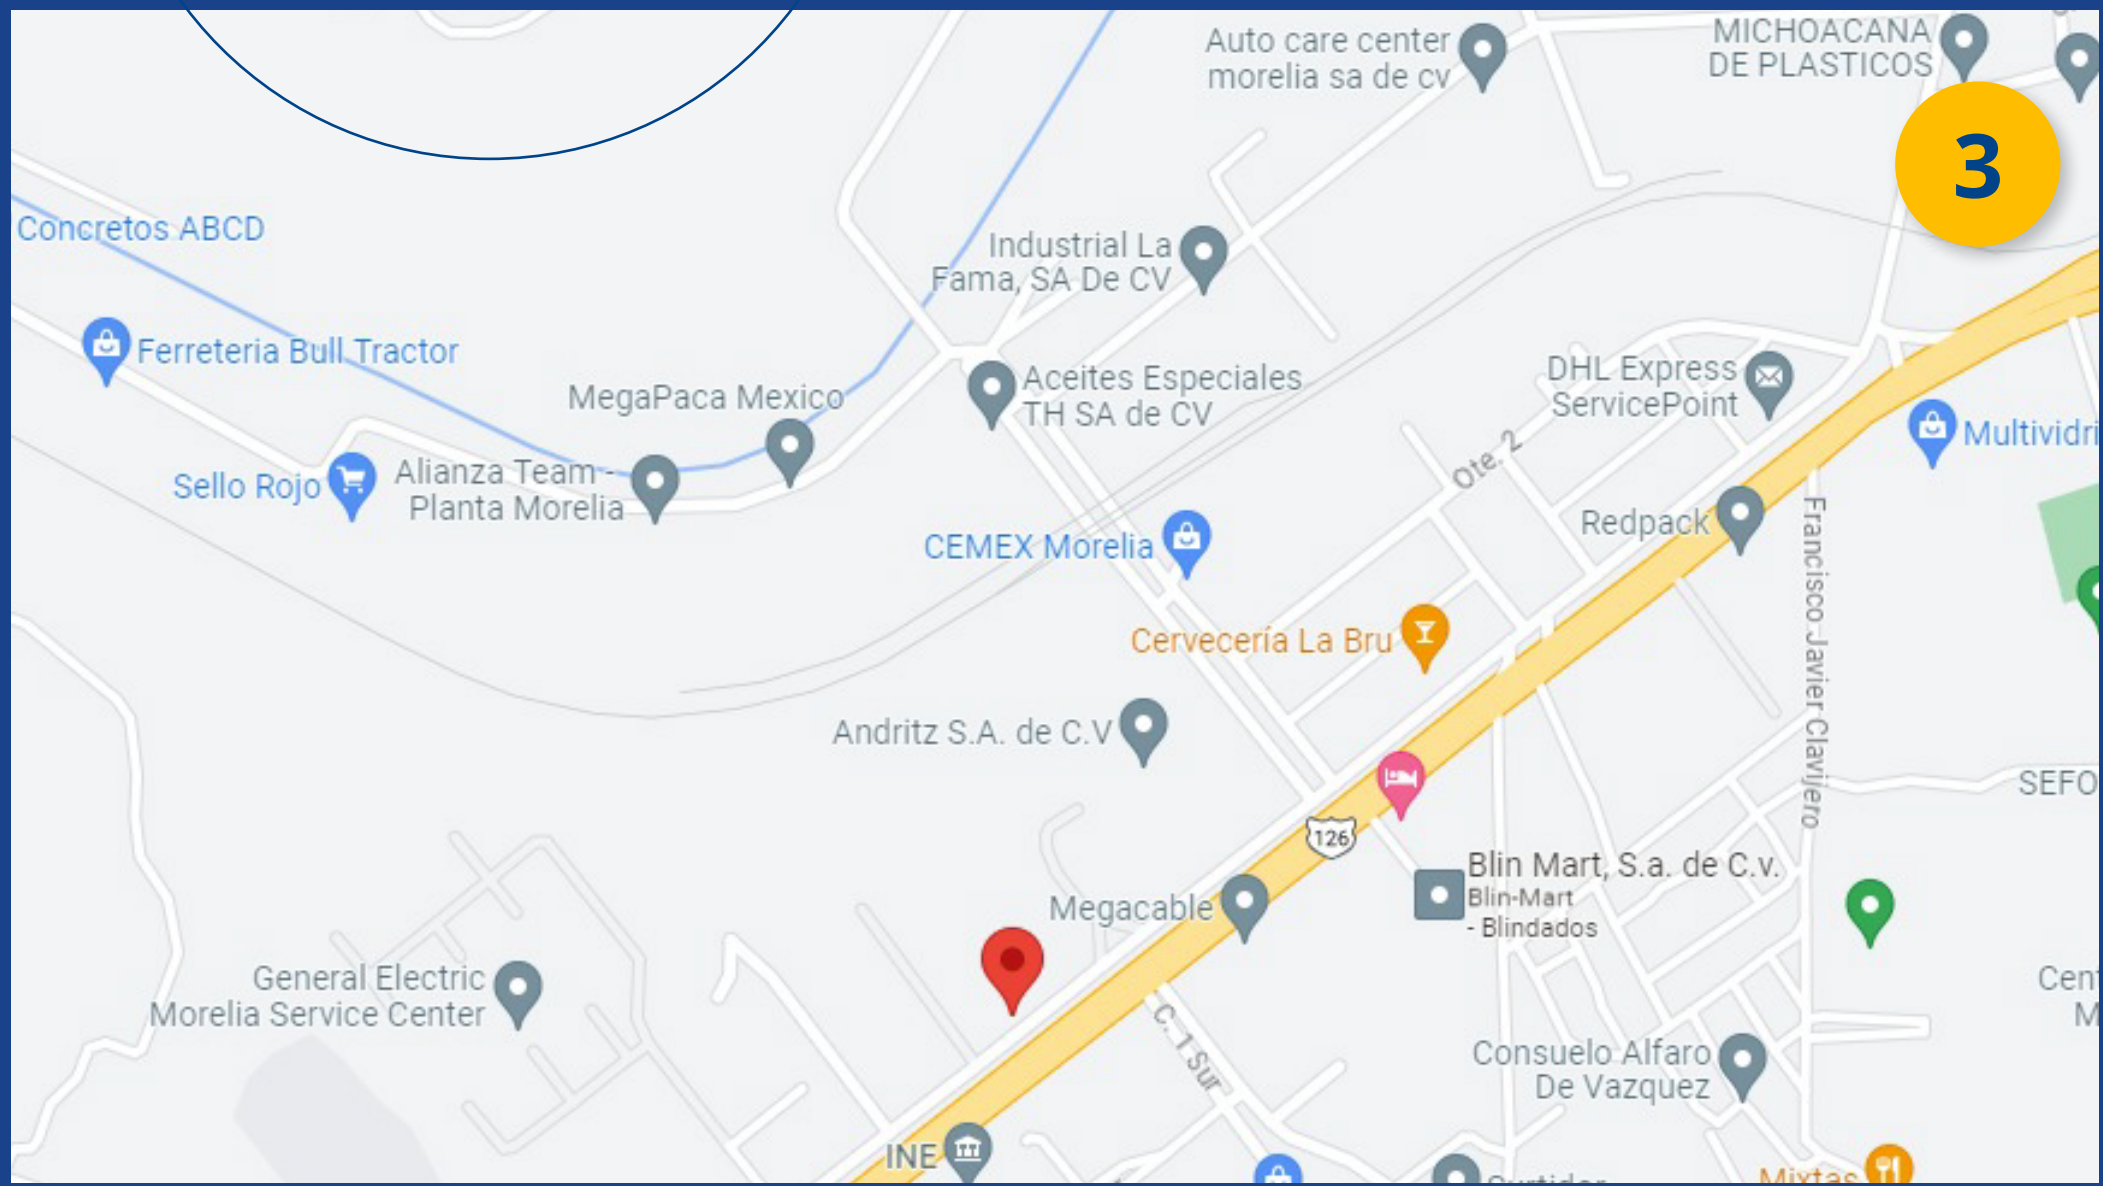 Auto care center
morelia sa de cv
MICHOACANA
DE PLASTICOS
3
Concretos ABCD
Industrial La
Fama, SA De CV
Ferreteria Bull Tractor
MegaPaca Mexico
Aceites Especiales
TH SA de CV
DHL Express
ServicePoint
Multividri
Ote. 2
Sello Rojo
Alianza Team -
Planta Morelia
Redpack
CEMEX Morelia
Francisco Javier Clavijero
Cervecería La Bru
Andritz S.A. de C.V
SEFO
126
Blin Mart, S.a. de C.v.
Blin-Mart
- Blindados
Megacable
General Electric
Morelia Service Center
Cen
M
C. 1 Sur
Consuelo Alfaro
De Vazquez
INE
Mixtas